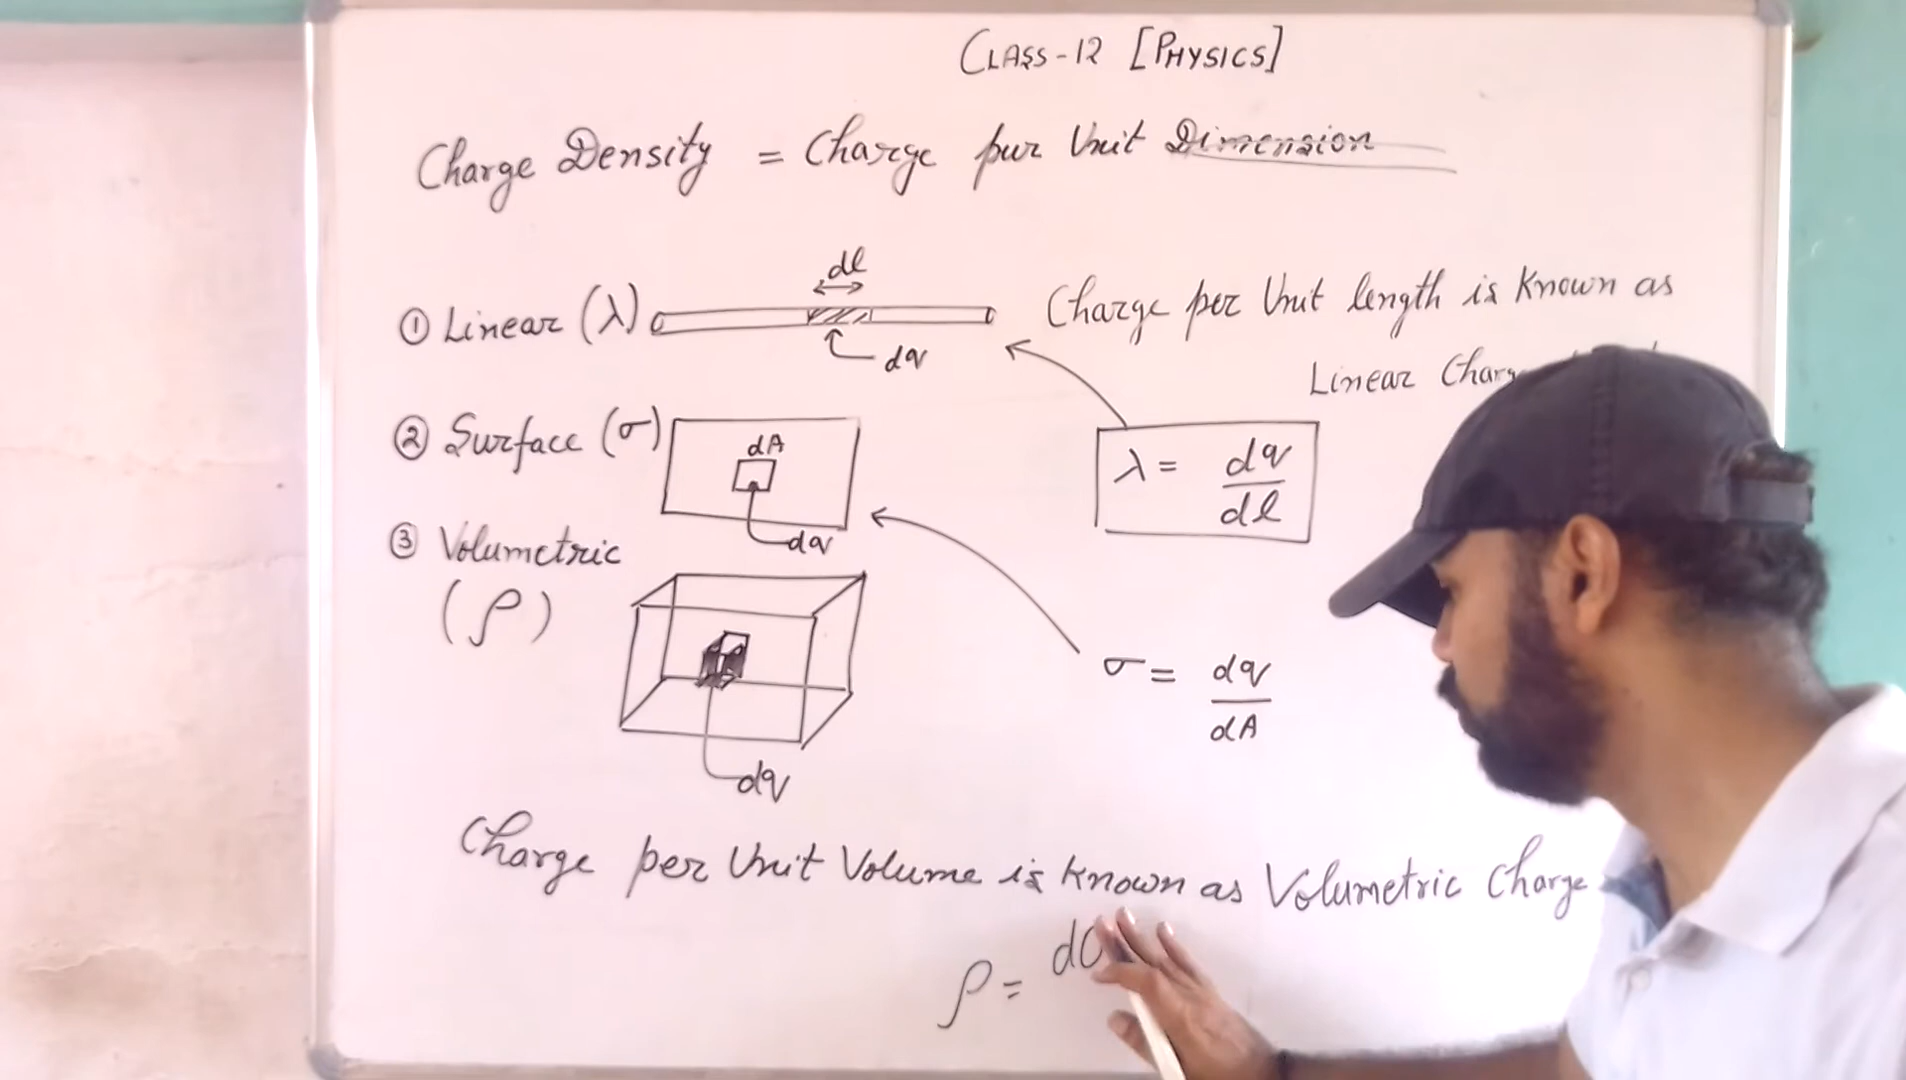 CLASS-12 [PHYSICS]
Charge Density = Charge pur Unit Dimension
① Linear (λ)
dl
dq
Charge per Unit length is Known as
Linear
② Surface (σ)
dA
dq
λ = dq/dl
③ Volumetric
(ρ)
dq
σ = dq/dA
Charge per Unit Volume is Known as Volumetric Charge
ρ =